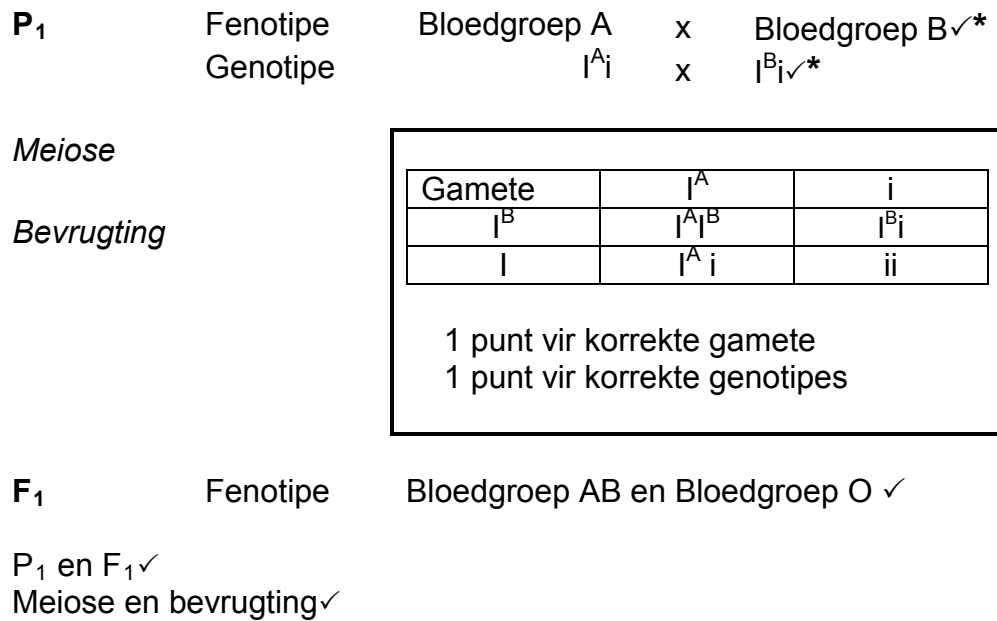 P₁ Fenotipe Bloedgroep A x Bloedgroep B✓*
Genotipe Iᴬi x Iᴮi✓*
Meiose
Gamete Iᴬ i
Bevrugting Iᴮ IᴬIᴮ Iᴮi
I Iᴬ i ii
1 punt vir korrekte gamete
1 punt vir korrekte genotipes
F₁ Fenotipe Bloedgroep AB en Bloedgroep O ✓
P₁ en F₁✓
Meiose en bevrugting✓